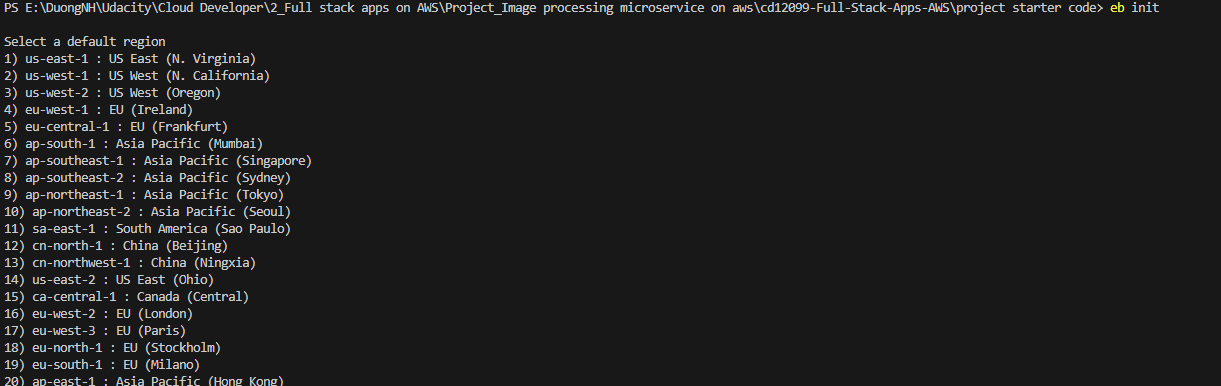 PS E:\DuongNH\Udacity\Cloud Developer\2_Full stack apps on AWS\Project_Image processing microservice on aws\cd12099-Full-Stack-Apps-AWS\project starter code> eb init
Select a default region
1) us-east-1 : US East (N. Virginia)
2) us-west-1 : US West (N. California)
3) us-west-2 : US West (Oregon)
4) eu-west-1 : EU (Ireland)
5) eu-central-1 : EU (Frankfurt)
6) ap-south-1 : Asia Pacific (Mumbai)
7) ap-southeast-1 : Asia Pacific (Singapore)
8) ap-southeast-2 : Asia Pacific (Sydney)
9) ap-northeast-1 : Asia Pacific (Tokyo)
10) ap-northeast-2 : Asia Pacific (Seoul)
11) sa-east-1 : South America (Sao Paulo)
12) cn-north-1 : China (Beijing)
13) cn-northwest-1 : China (Ningxia)
14) us-east-2 : US East (Ohio)
15) ca-central-1 : Canada (Central)
16) eu-west-2 : EU (London)
17) eu-west-3 : EU (Paris)
18) eu-north-1 : EU (Stockholm)
19) eu-south-1 : EU (Milano)
20) ap-east-1 : Asia Pacific (Hong Kong)